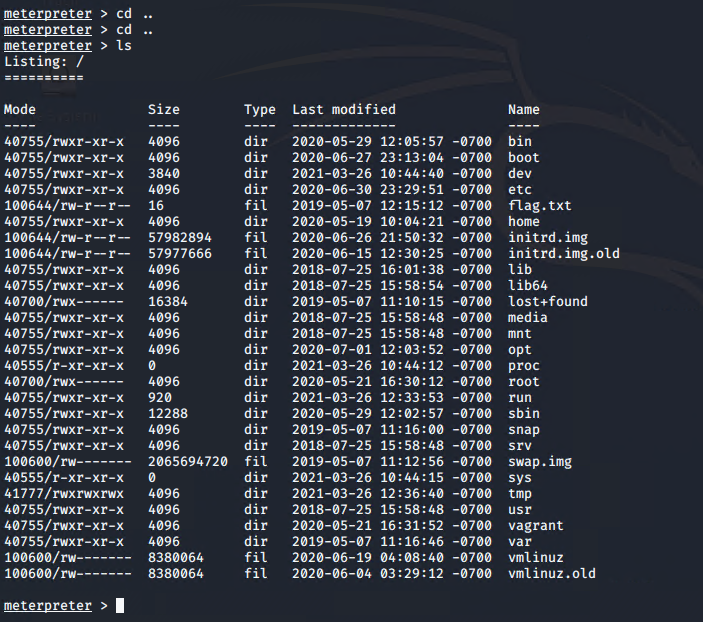 meterpreter > cd ..
meterpreter > cd ..
meterpreter > ls
Listing: /
==========
Mode Size Type Last modified Name
---- ---- ---- ------------- ----
40755/rwxr-xr-x 4096 dir 2020-05-29 12:05:57 -0700 bin
40755/rwxr-xr-x 4096 dir 2020-06-27 23:13:04 -0700 boot
40755/rwxr-xr-x 3840 dir 2021-03-26 10:44:40 -0700 dev
40755/rwxr-xr-x 4096 dir 2020-06-30 23:29:51 -0700 etc
100644/rw-r--r-- 16 fil 2019-05-07 12:15:12 -0700 flag.txt
40755/rwxr-xr-x 4096 dir 2020-05-19 10:04:21 -0700 home
100644/rw-r--r-- 57982894 fil 2020-06-26 21:50:32 -0700 initrd.img
100644/rw-r--r-- 57977666 fil 2020-06-15 12:30:25 -0700 initrd.img.old
40755/rwxr-xr-x 4096 dir 2018-07-25 16:01:38 -0700 lib
40755/rwxr-xr-x 4096 dir 2018-07-25 15:58:54 -0700 lib64
40700/rwx------ 16384 dir 2019-05-07 11:10:15 -0700 lost+found
40755/rwxr-xr-x 4096 dir 2018-07-25 15:58:48 -0700 media
40755/rwxr-xr-x 4096 dir 2018-07-25 15:58:48 -0700 mnt
40755/rwxr-xr-x 4096 dir 2020-07-01 12:03:52 -0700 opt
40555/r-xr-xr-x 0 dir 2021-03-26 10:44:12 -0700 proc
40700/rwx------ 4096 dir 2020-05-21 16:30:12 -0700 root
40755/rwxr-xr-x 920 dir 2021-03-26 12:33:53 -0700 run
40755/rwxr-xr-x 12288 dir 2020-05-29 12:02:57 -0700 sbin
40755/rwxr-xr-x 4096 dir 2019-05-07 11:16:00 -0700 snap
40755/rwxr-xr-x 4096 dir 2018-07-25 15:58:48 -0700 srv
100600/rw------- 2065694720 fil 2019-05-07 11:12:56 -0700 swap.img
40555/r-xr-xr-x 0 dir 2021-03-26 10:44:15 -0700 sys
41777/rwxrwxrwx 4096 dir 2021-03-26 12:36:40 -0700 tmp
40755/rwxr-xr-x 4096 dir 2018-07-25 15:58:48 -0700 usr
40755/rwxr-xr-x 4096 dir 2020-05-21 16:31:52 -0700 vagrant
40755/rwxr-xr-x 4096 dir 2019-05-07 11:16:46 -0700 var
100600/rw------- 8380064 fil 2020-06-19 04:08:40 -0700 vmlinuz
100600/rw------- 8380064 fil 2020-06-04 03:29:12 -0700 vmlinuz.old
meterpreter >